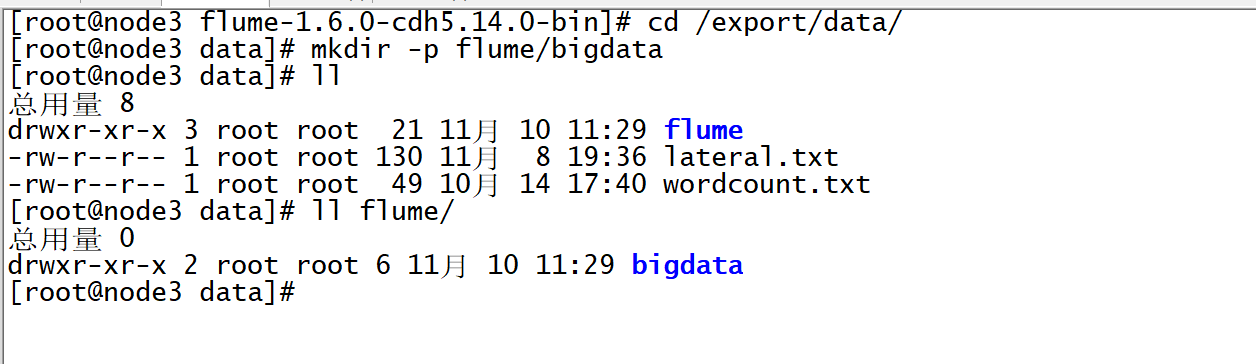 [root@node3 flume-1.6.0-cdh5.14.0-bin]# cd /export/data/
[root@node3 data]# mkdir -p flume/bigdata
[root@node3 data]# ll
总用量 8
drwxr-xr-x 3 root root  21 11月 10 11:29 flume
-rw-r--r-- 1 root root 130 11月  8 19:36 lateral.txt
-rw-r--r-- 1 root root  49 10月 14 17:40 wordcount.txt
[root@node3 data]# ll flume/
总用量 0
drwxr-xr-x 2 root root 6 11月 10 11:29 bigdata
[root@node3 data]#